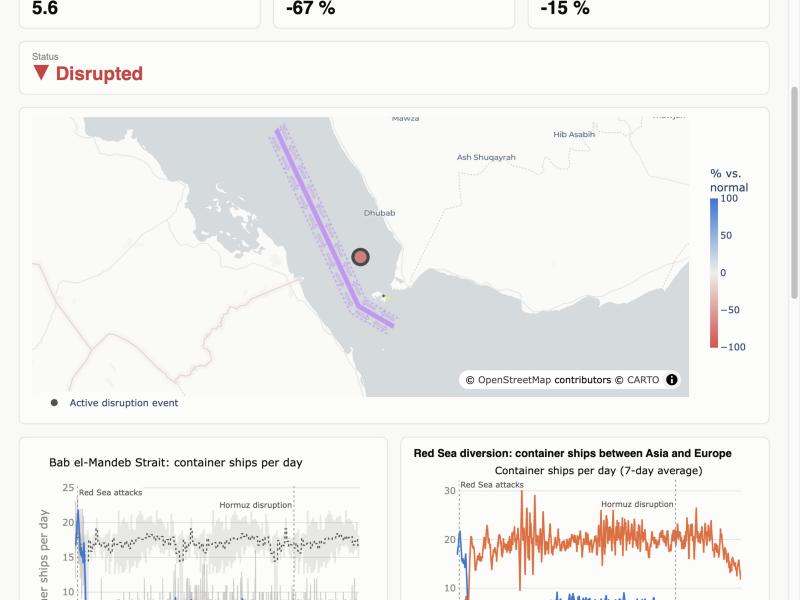 5.6
-67 %
-15 %
Status
▼ Disrupted
Mawza
Hib Asabih
Ash Shuqayrah
Dhubab
% vs.
normal
100
50
0
−50
−100
© OpenStreetMap contributors © CARTO
Active disruption event
Bab el-Mandeb Strait: container ships per day
25
Red Sea attacks
Hormuz disruption
20
15
10
ner ships per day
Red Sea diversion: container ships between Asia and Europe
Container ships per day (7-day average)
30
Red Sea attacks
Hormuz disruption
20
10